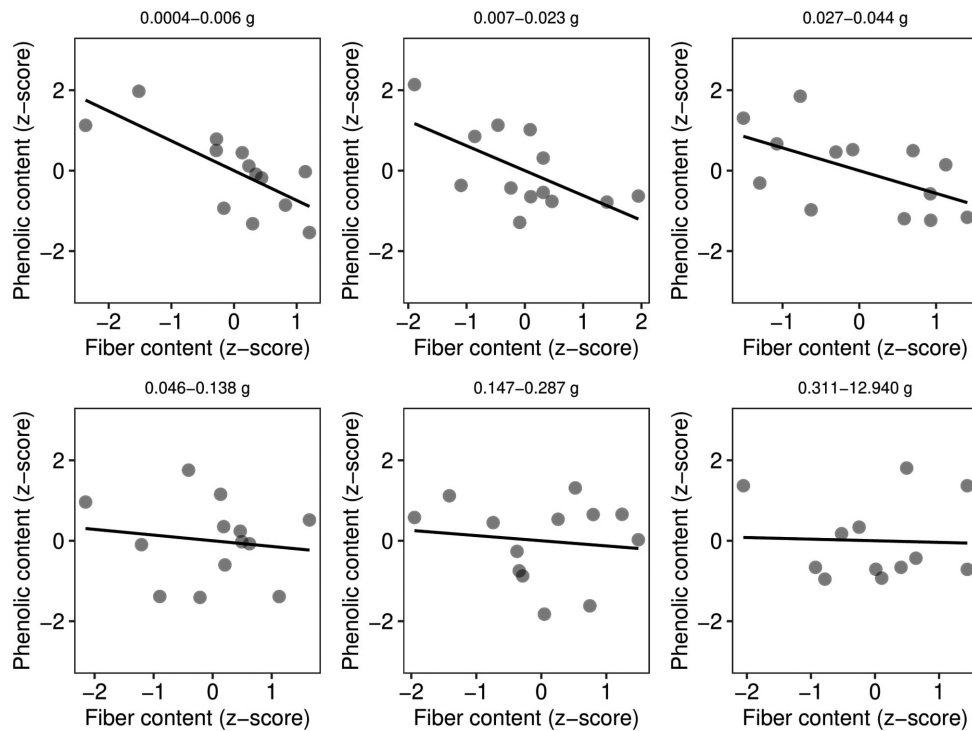 0.0004−0.006 g
0.007−0.023 g
0.027−0.044 g
Phenolic content (z−score)
2
0
−2
−2
−1
0
1
Fiber content (z−score)
Phenolic content (z−score)
2
0
−2
−2
−1
0
1
2
Fiber content (z−score)
Phenolic content (z−score)
2
0
−2
−1
0
1
Fiber content (z−score)
0.046−0.138 g
0.147−0.287 g
0.311−12.940 g
Phenolic content (z−score)
2
0
−2
−2
−1
0
1
Fiber content (z−score)
Phenolic content (z−score)
2
0
−2
−2
−1
0
1
Fiber content (z−score)
Phenolic content (z−score)
2
0
−2
−2
−1
0
1
Fiber content (z−score)